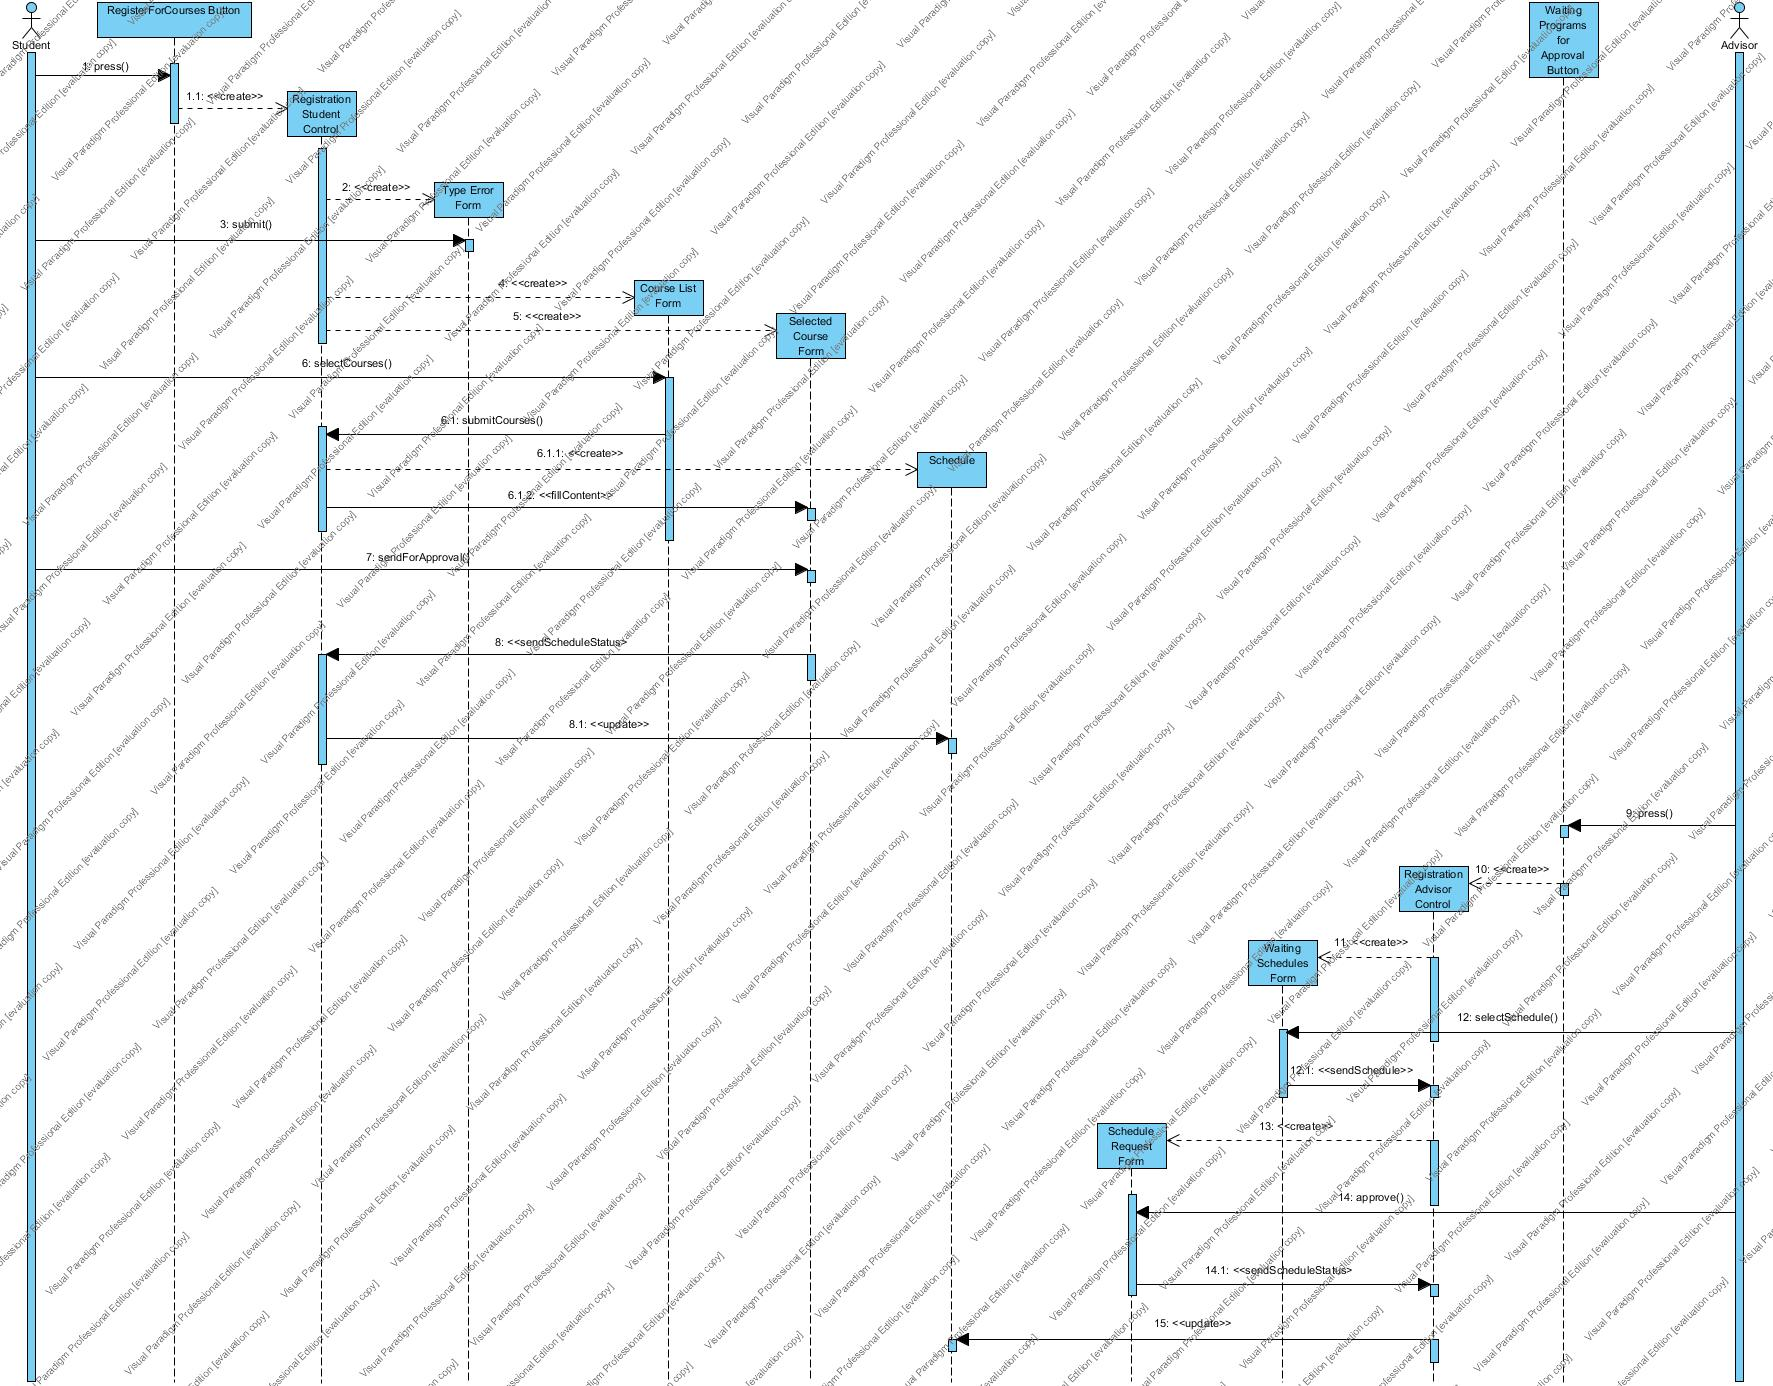 RegisterForCourses Button
Waiting
Programs
for
Approval
Button
Student
Advisor
1: press()
1.1: <<create>>
Registration
Student
Control
2: <<create>>
Type Error
Form
3: submit()
4: <<create>>
Course List
Form
5: <<create>>
Selected
Course
Form
6: selectCourses()
6.1: submitCourses()
6.1.1: <<create>>
Schedule
6.1.2: <<fillContent>>
7: sendForApproval()
8: <<sendScheduleStatus>
8.1: <<update>>
9: press()
Registration
Advisor
Control
10: <<create>>
Waiting
Schedules
Form
11: <<create>>
12: selectSchedule()
12.1: <<sendSchedule>>
Schedule
Request
Form
13: <<create>>
14: approve()
14.1: <<sendScheduleStatus>
15: <<update>>
Visual Paradigm Professional Edition [evaluation copy]